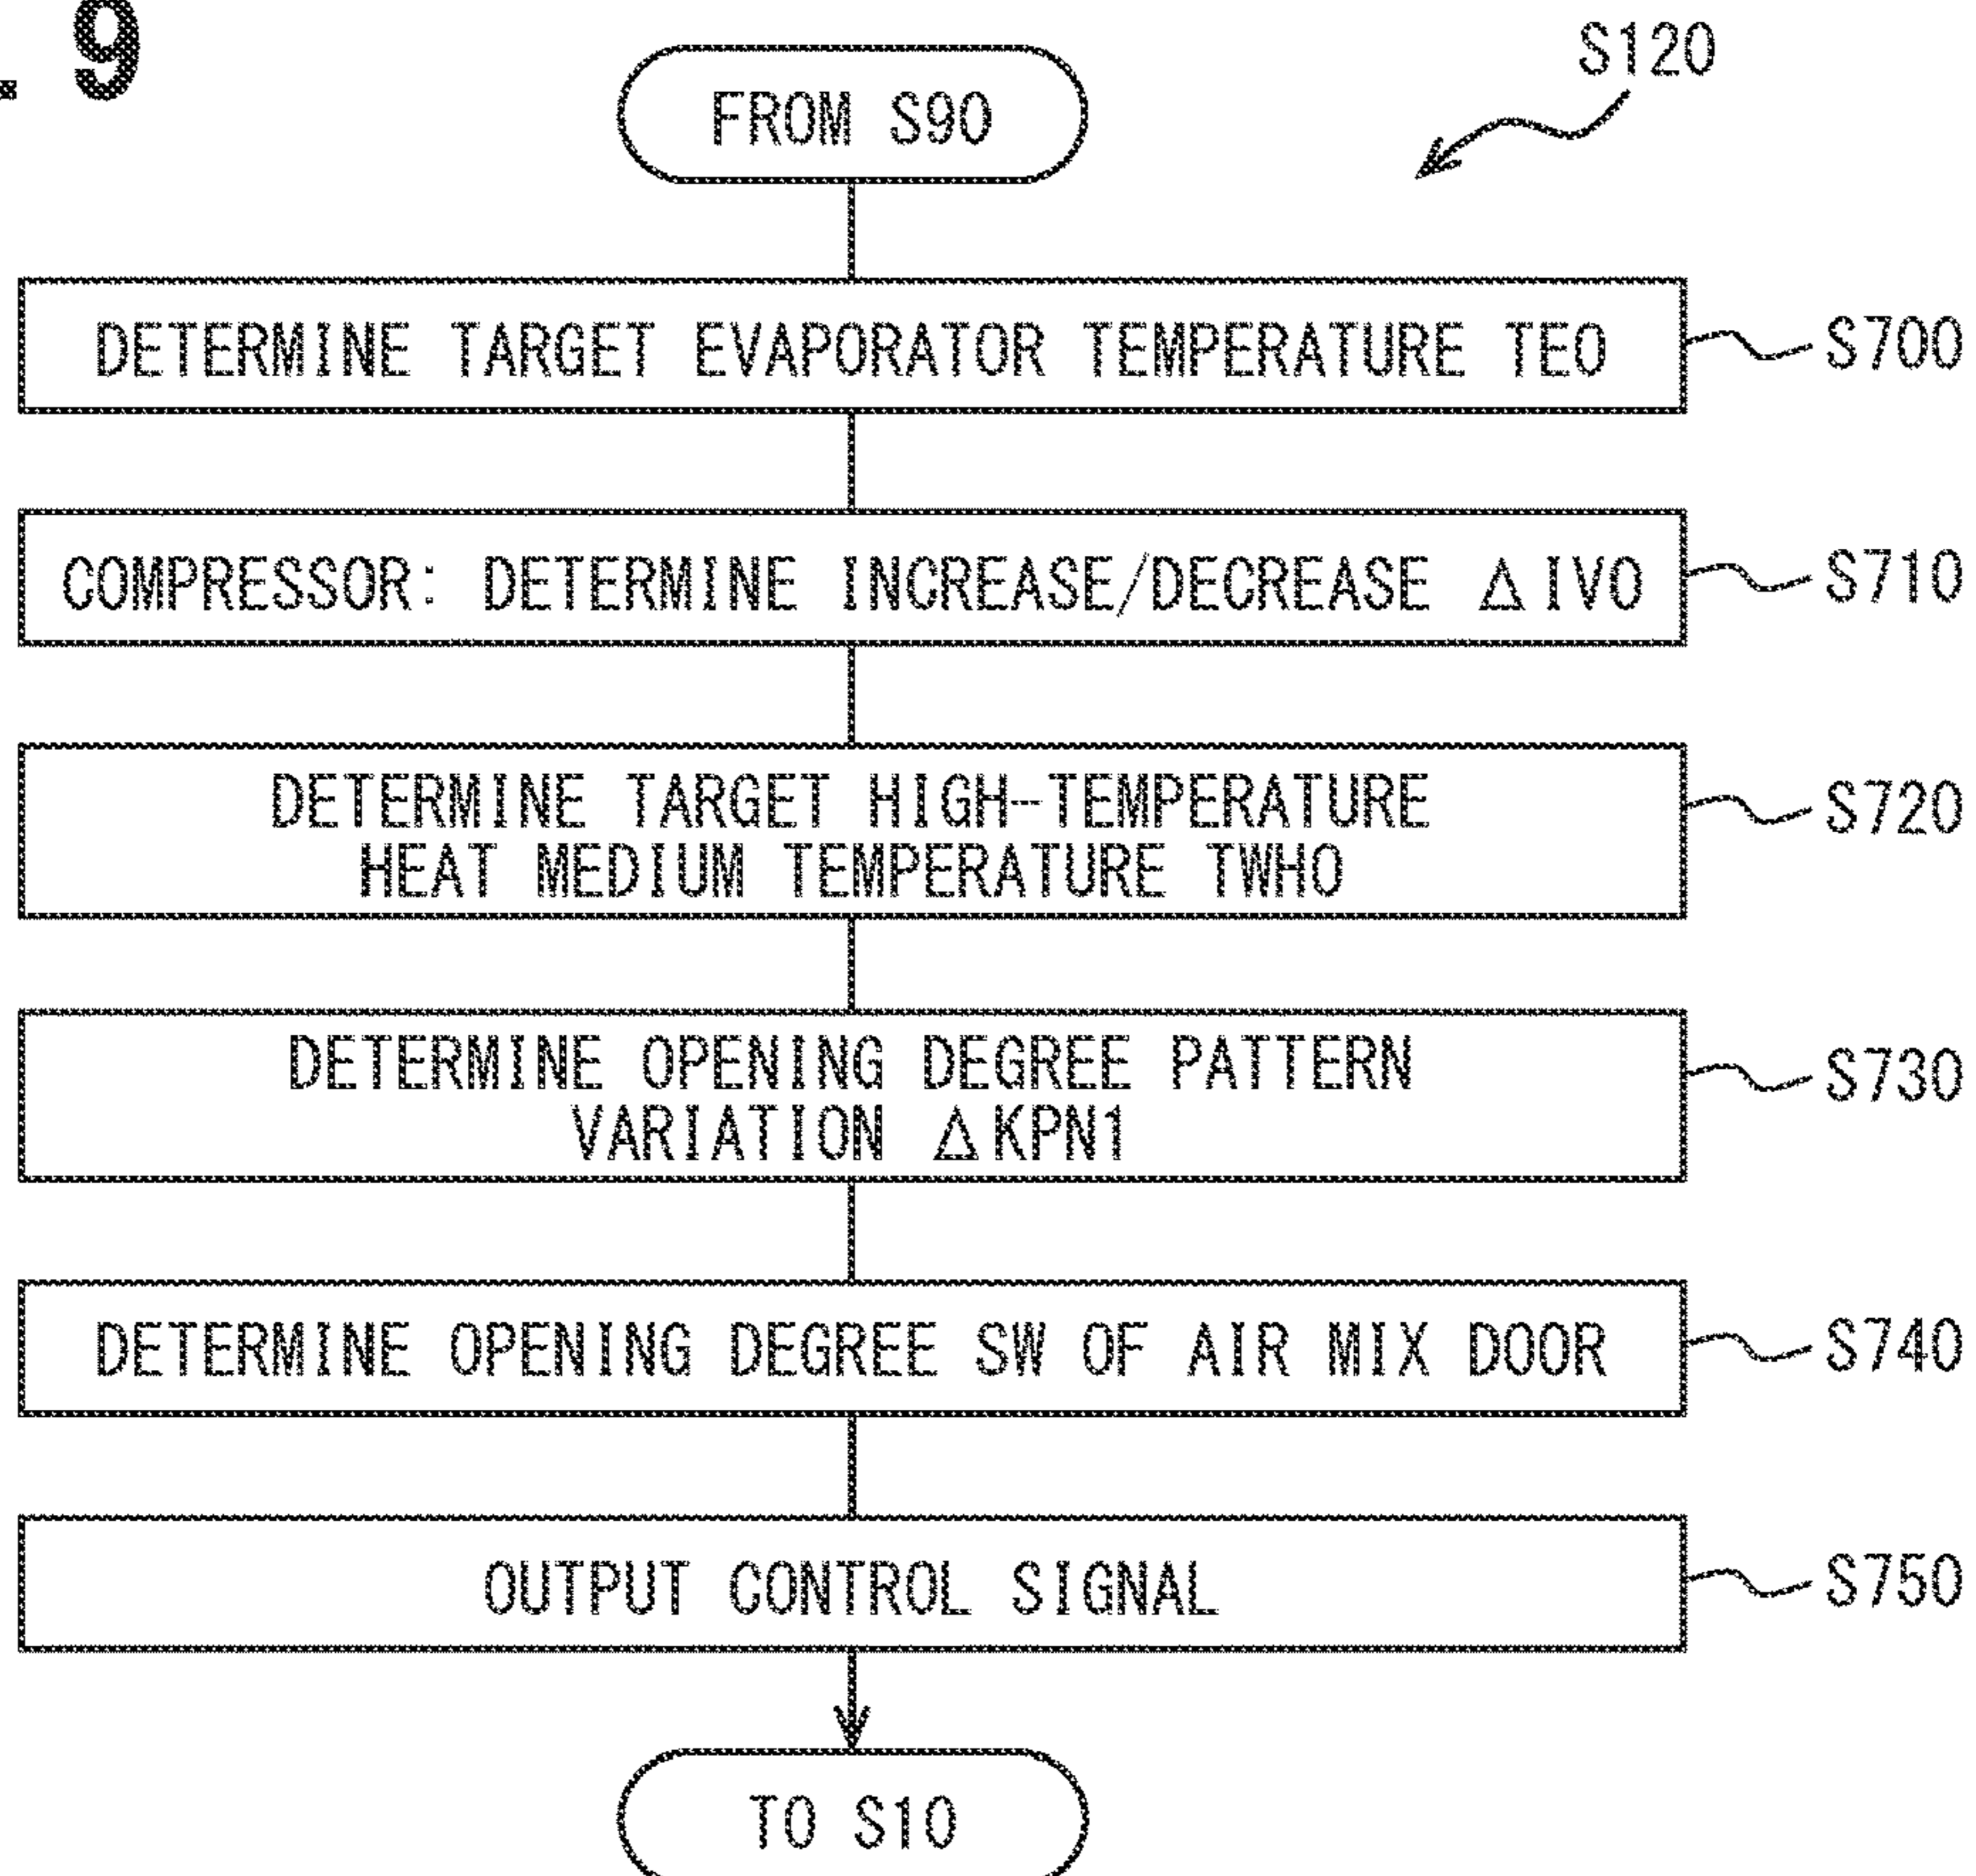 . 9
S120
FROM S90
DETERMINE TARGET EVAPORATOR TEMPERATURE TEO
S700
COMPRESSOR: DETERMINE INCREASE/DECREASE ΔIVO
S710
DETERMINE TARGET HIGH-TEMPERATURE
HEAT MEDIUM TEMPERATURE TWHO
S720
DETERMINE OPENING DEGREE PATTERN
VARIATION ΔKPN1
S730
DETERMINE OPENING DEGREE SW OF AIR MIX DOOR
S740
OUTPUT CONTROL SIGNAL
S750
TO S10